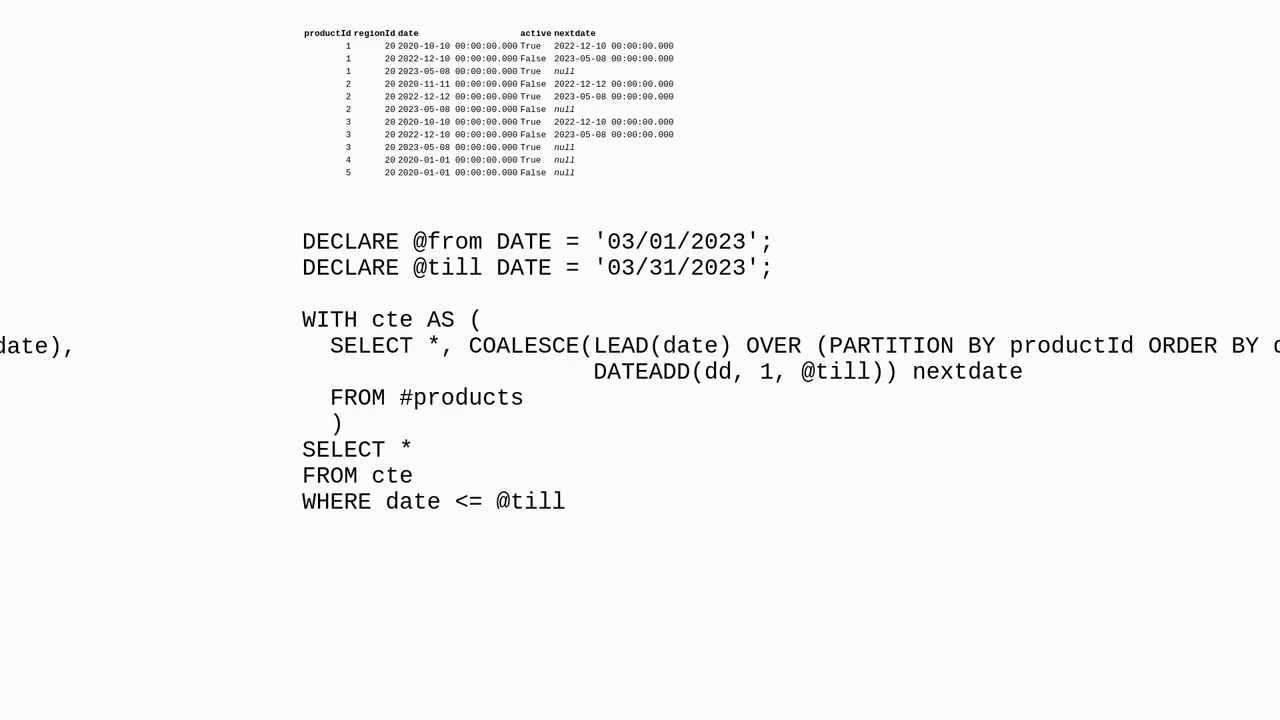 productId regionId date active nextdate
1 20 2020-10-10 00:00:00.000 True 2022-12-10 00:00:00.000
1 20 2022-12-10 00:00:00.000 False 2023-05-08 00:00:00.000
1 20 2023-05-08 00:00:00.000 True null
2 20 2020-11-11 00:00:00.000 False 2022-12-12 00:00:00.000
2 20 2022-12-12 00:00:00.000 True 2023-05-08 00:00:00.000
2 20 2023-05-08 00:00:00.000 False null
3 20 2020-10-10 00:00:00.000 True 2022-12-10 00:00:00.000
3 20 2022-12-10 00:00:00.000 False 2023-05-08 00:00:00.000
3 20 2023-05-08 00:00:00.000 True null
4 20 2020-01-01 00:00:00.000 True null
5 20 2020-01-01 00:00:00.000 False null
DECLARE @from DATE = '03/01/2023';
DECLARE @till DATE = '03/31/2023';
WITH cte AS (
date), SELECT *, COALESCE(LEAD(date) OVER (PARTITION BY productId ORDER BY d
DATEADD(dd, 1, @till)) nextdate
FROM #products
)
SELECT *
FROM cte
WHERE date <= @till